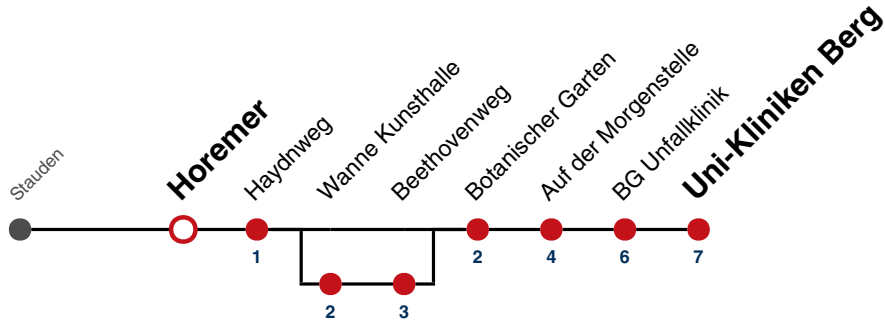 Stauden
Horemer
Haydnweg
Wanne Kunsthalle
Beethovenweg
Botanischer Garten
Auf der Morgenstelle
BG Unfallklinik
Uni-Kliniken Berg
1
2
4
6
7
2
3